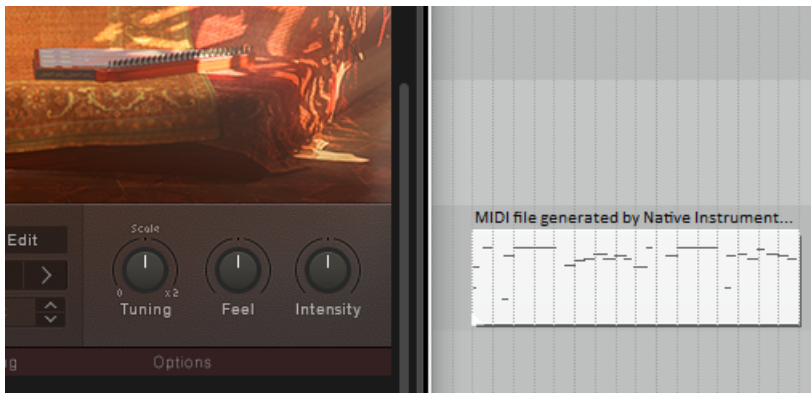 MIDI file generated by Native Instrument...
Edit
Scale
0 x2
Tuning
Feel
Intensity
g
Options